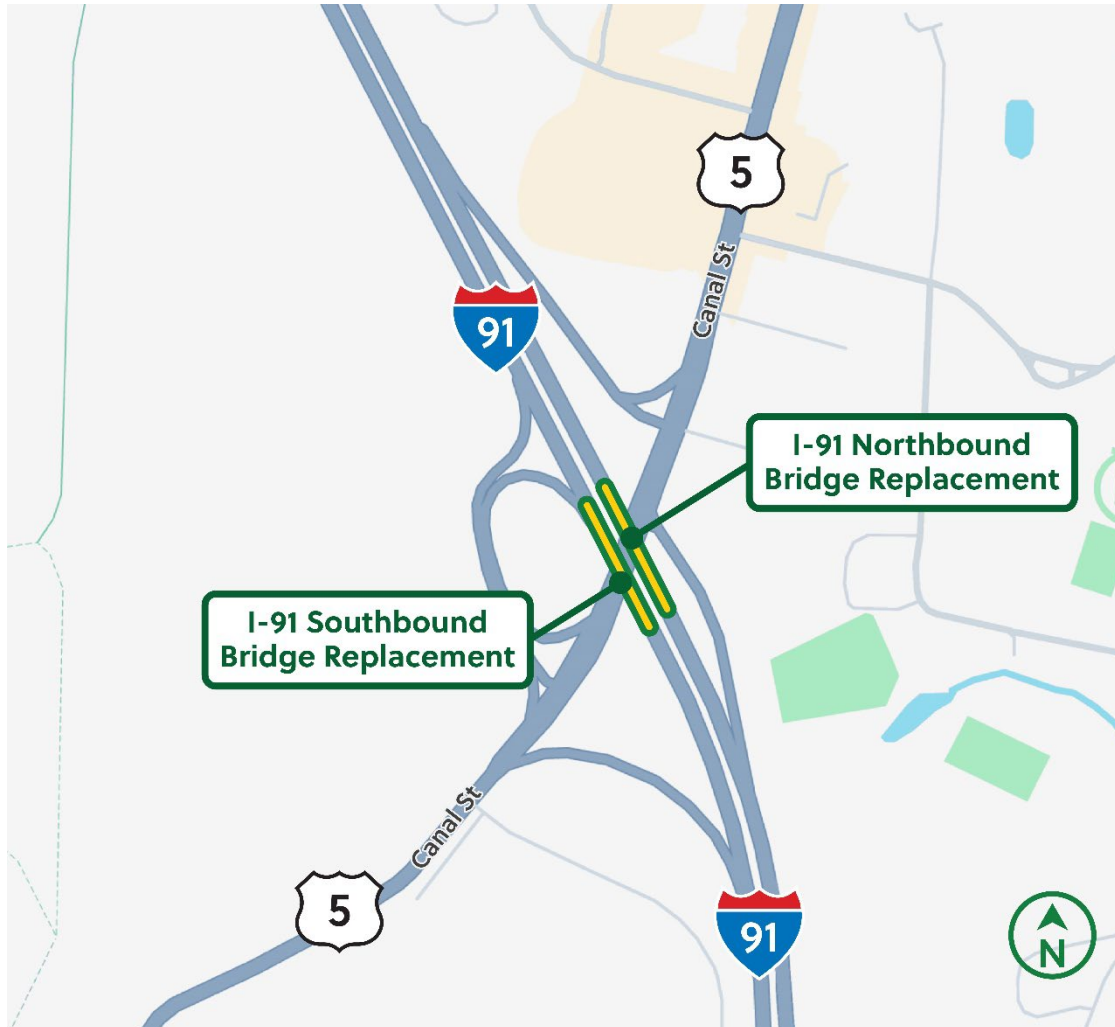 5
Canal St
91
I-91 Northbound
Bridge Replacement
I-91 Southbound
Bridge Replacement
Canal St
5
91
N